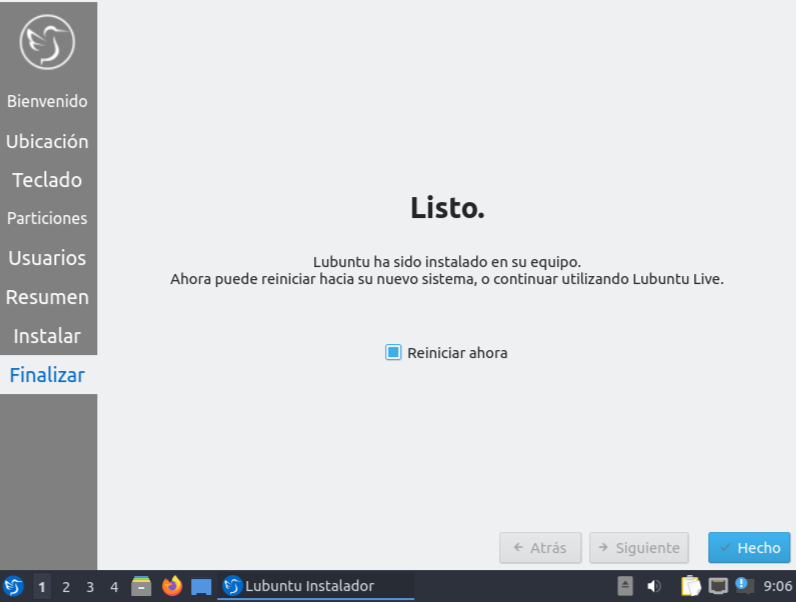 Bienvenido
Ubicación
Teclado
Particiones
Usuarios
Resumen
Instalar
Finalizar
Listo.
Lubuntu ha sido instalado en su equipo.
Ahora puede reiniciar hacia su nuevo sistema, o continuar utilizando Lubuntu Live.
Reiniciar ahora
Atrás Siguiente Hecho
1 2 3 4 Lubuntu Instalador 9:06